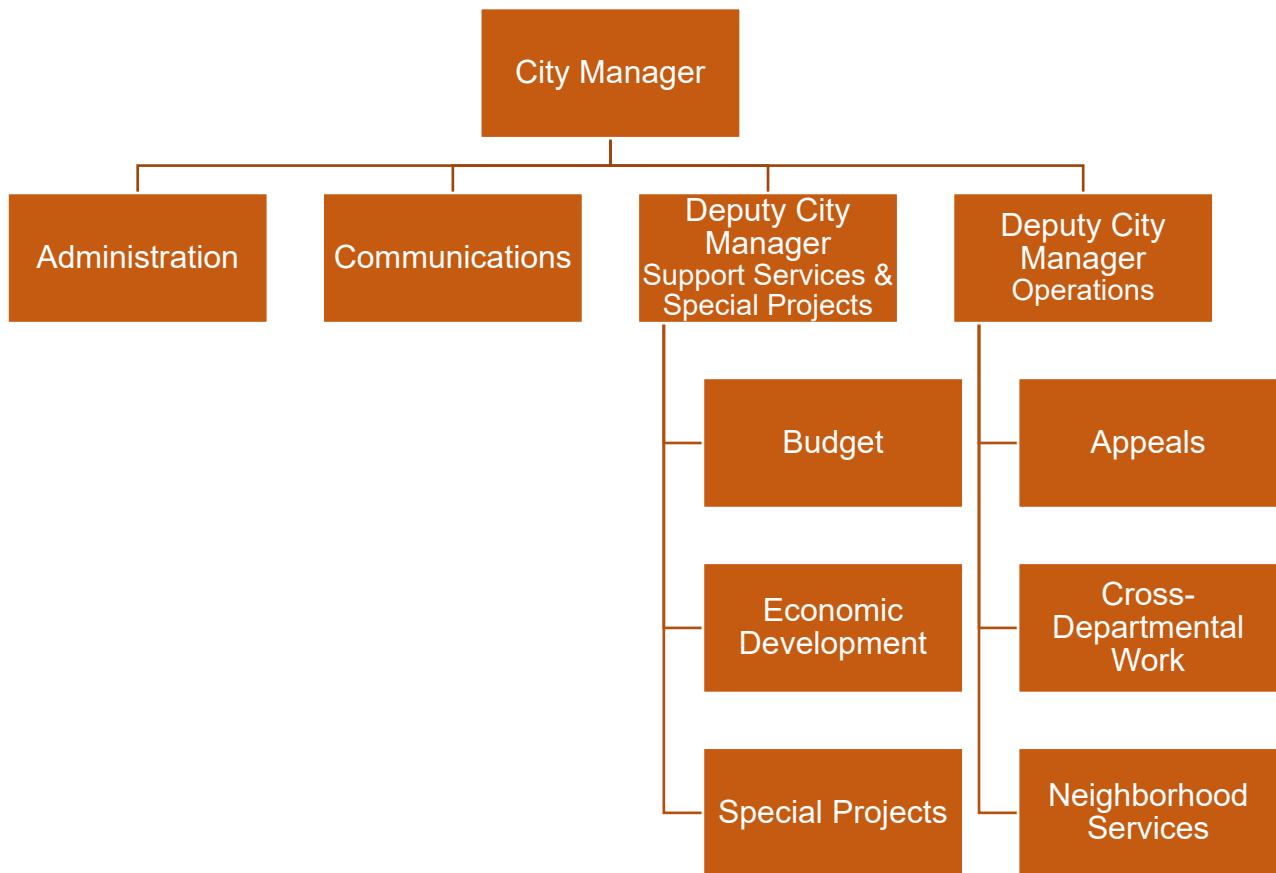 City Manager
Administration
Communications
Deputy City
Manager
Support Services &
Special Projects
Deputy City
Manager
Operations
Budget
Appeals
Economic
Development
Cross-
Departmental
Work
Special Projects
Neighborhood
Services